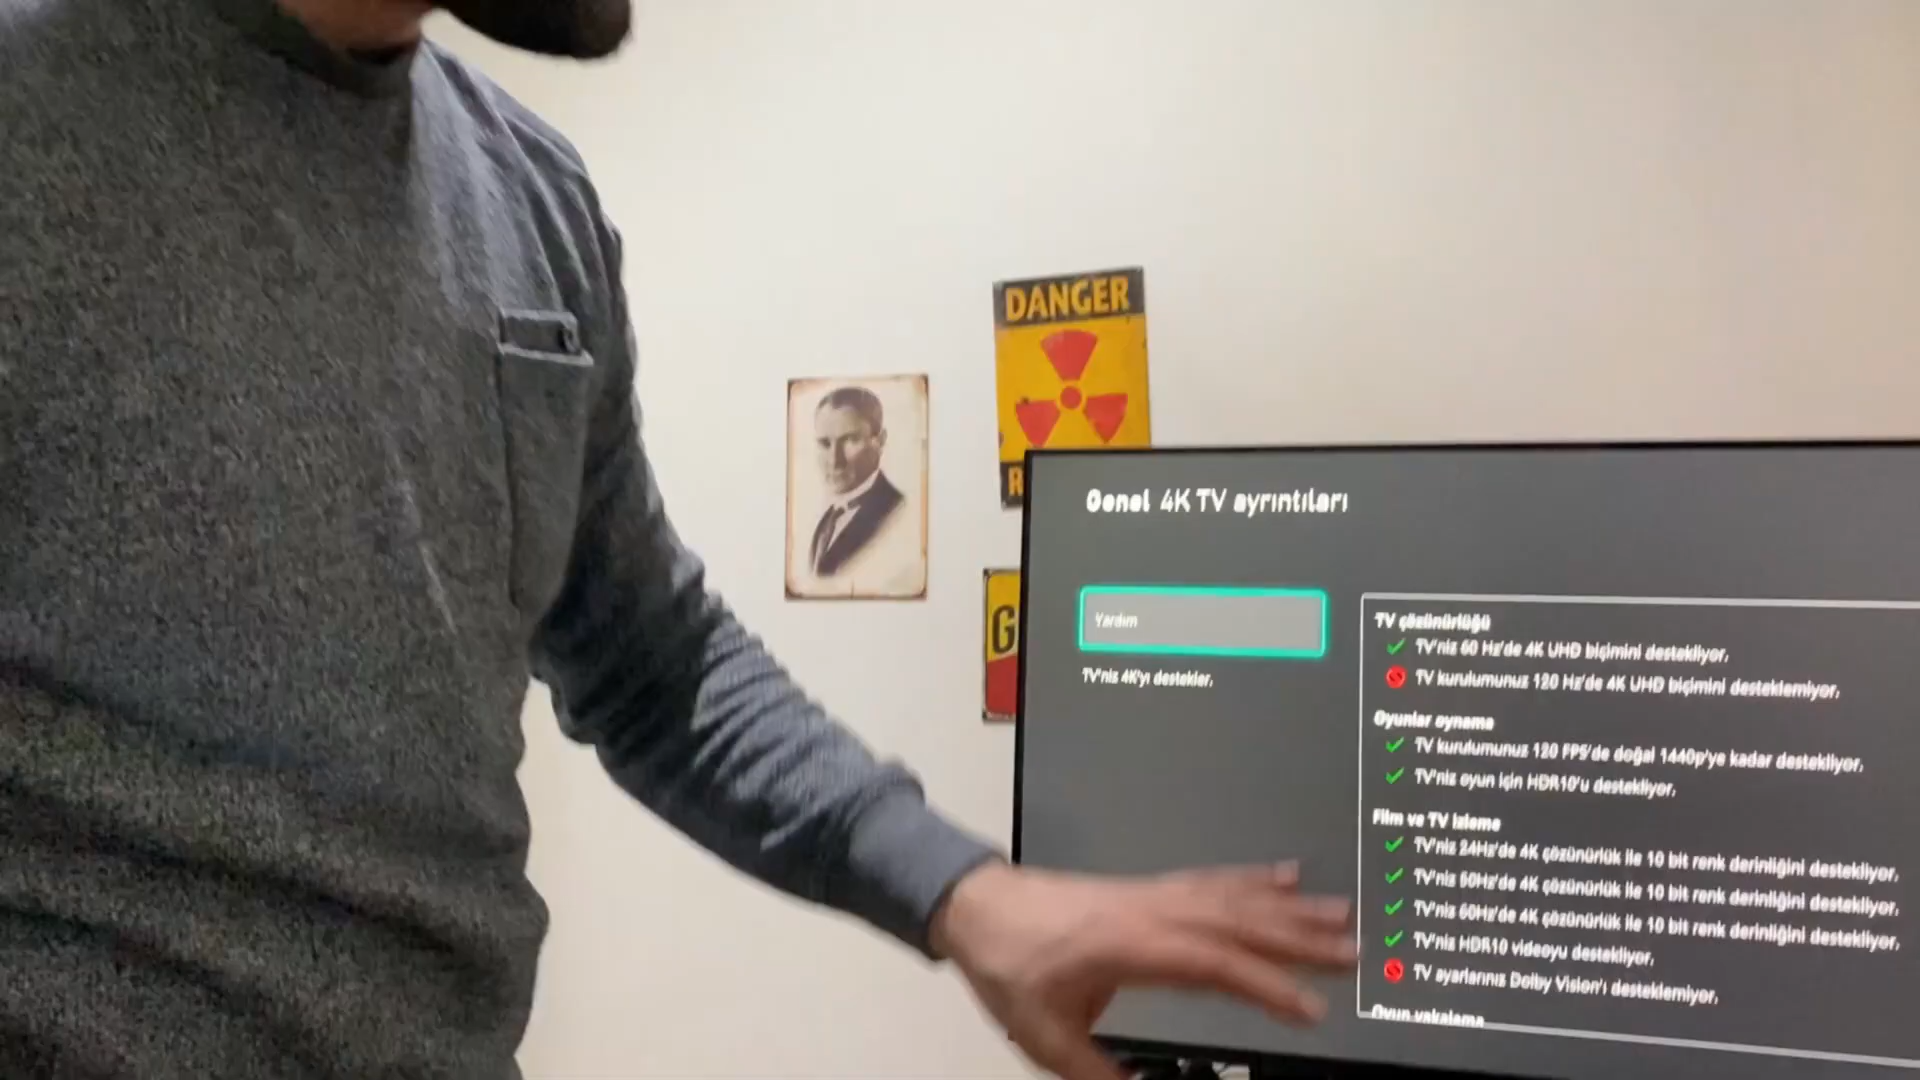 DANGER
R
G
Genel 4K TV ayrıntıları
Yardım
TV'niz 4K'yı destekler.
TV çözünürlüğü
TV'niz 60 Hz'de 4K UHD biçimini destekliyor.
TV kurulumunuz 120 Hz'de 4K UHD biçimini desteklemiyor.
Oyunlar oynama
TV kurulumunuz 120 FPS'de doğal 1440p'ye kadar destekliyor.
TV'niz oyun için HDR10'u destekliyor.
Film ve TV izleme
TV'niz 24Hz'de 4K çözünürlük ile 10 bit renk derinliğini destekliyor.
TV'niz 50Hz'de 4K çözünürlük ile 10 bit renk derinliğini destekliyor.
TV'niz 60Hz'de 4K çözünürlük ile 10 bit renk derinliğini destekliyor.
TV'niz HDR10 videoyu destekliyor.
TV ayarlarınız Dolby Vision'ı desteklemiyor.
Oyun yakalama